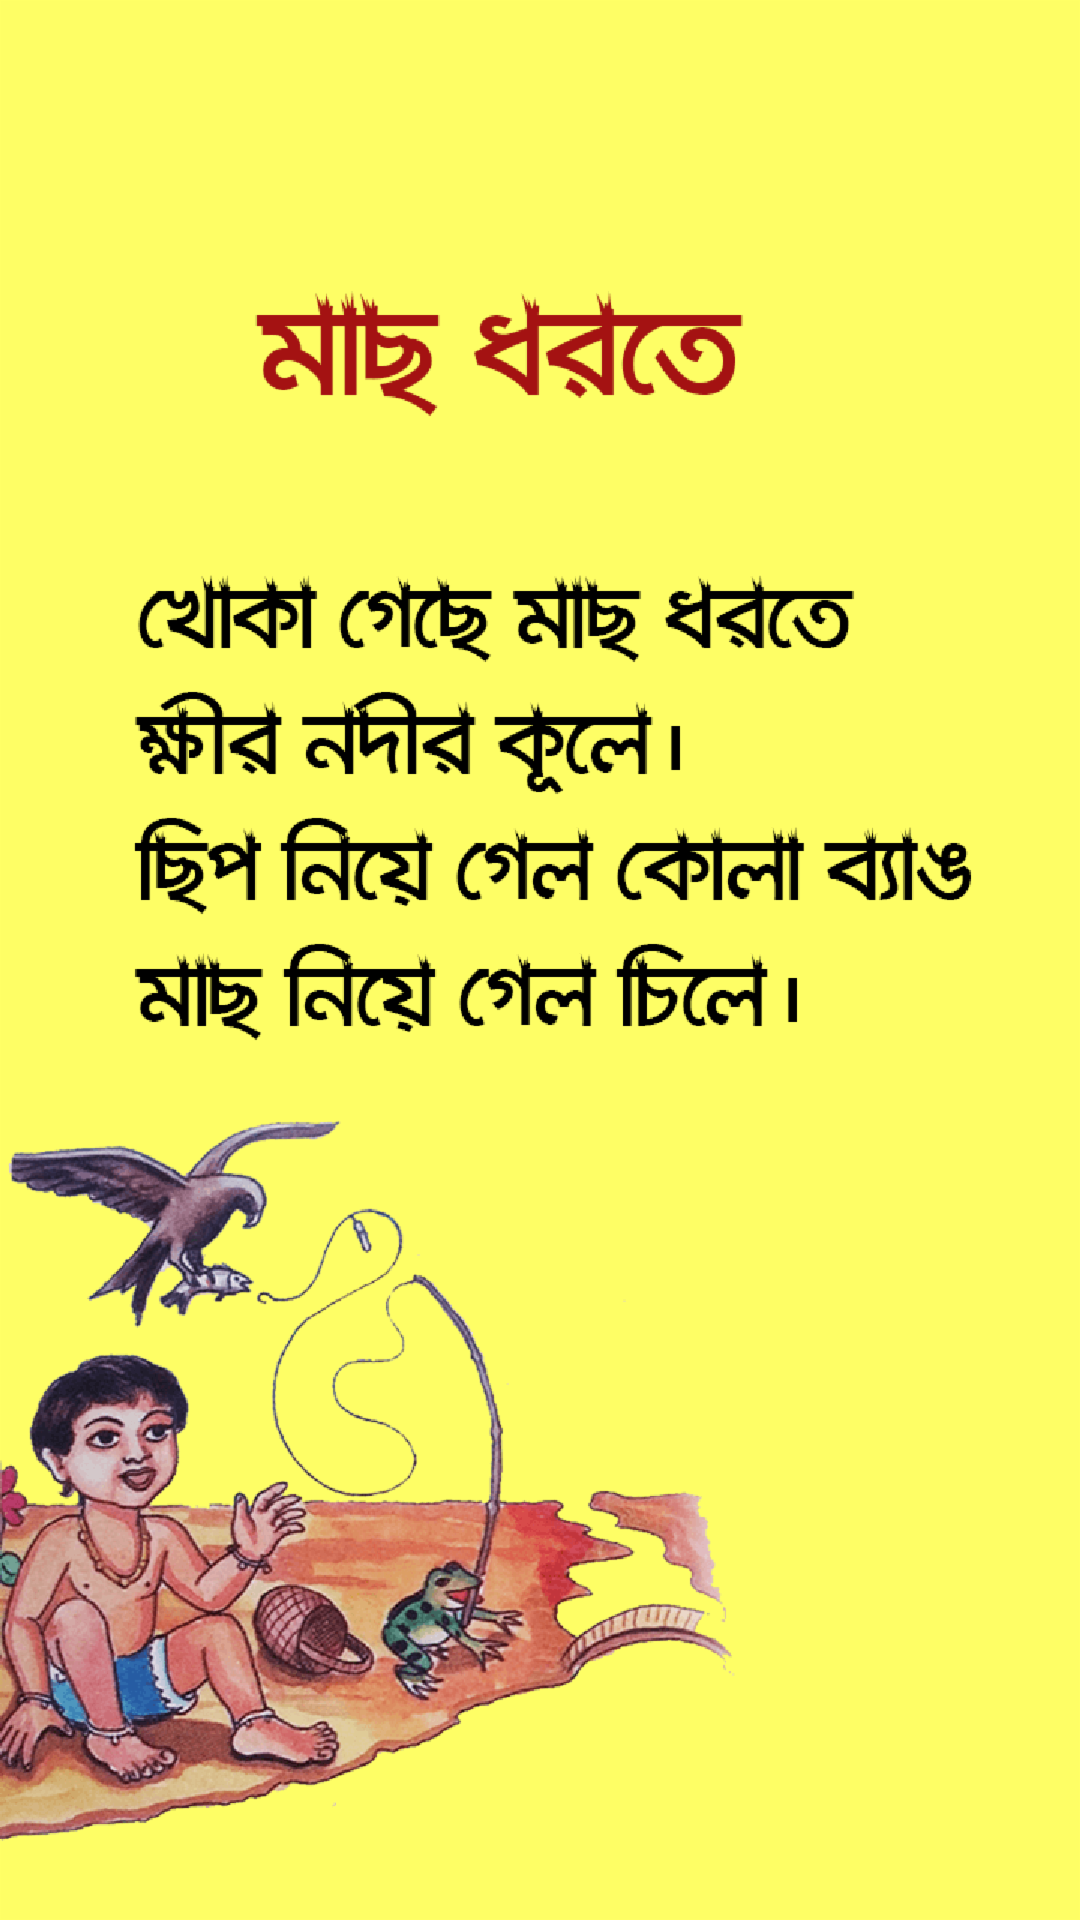 মাছ ধরতে
খোকা গেছে মাছ ধরতে
ক্ষীর নদীর কূলে।
ছিপ নিয়ে গেল কোলা ব্যাঙ
মাছ নিয়ে গেল চিলে।